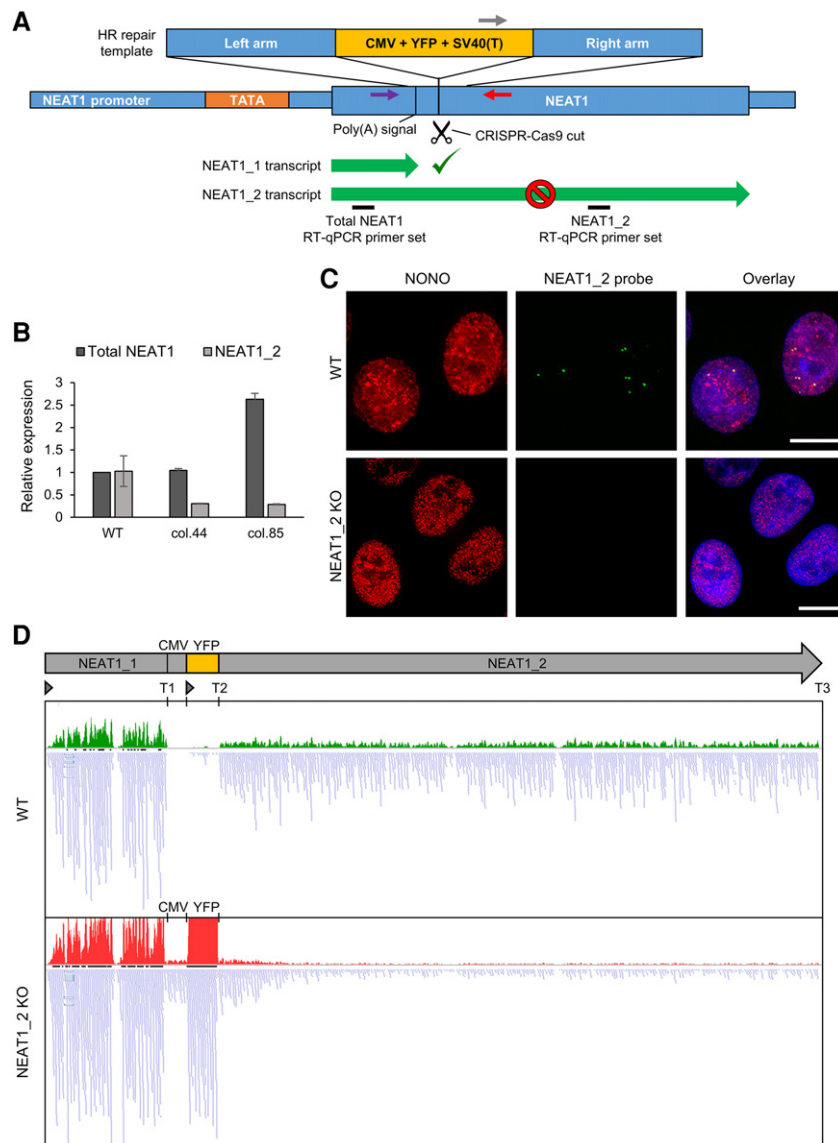 A
HR repair
template
Left arm
CMV + YFP + SV40(T)
Right arm
NEAT1 promoter
TATA
NEAT1
Poly(A) signal
CRISPR-Cas9 cut
NEAT1_1 transcript
NEAT1_2 transcript
Total NEAT1
RT-qPCR primer set
NEAT1_2
RT-qPCR primer set
B
Total NEAT1
NEAT1_2
Relative expression
3
2.5
2
1.5
1
0.5
0
WT
col.44
col.85
C
NONO
NEAT1_2 probe
Overlay
WT
NEAT1_2 KO
D
CMV YFP
NEAT1_1
NEAT1_2
T1
T2
T3
WT
CMV YFP
NEAT1_2 KO